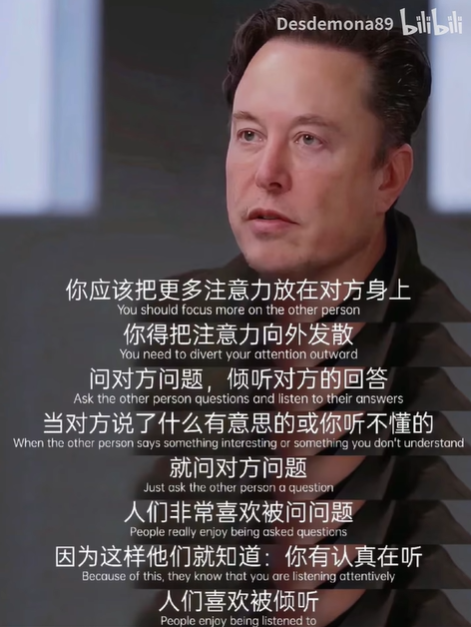 Desdemona89 bilibili
你应该把更多注意力放在对方身上
You should focus more on the other person
你得把注意力向外发散
You need to divert your attention outword
问对方问题，倾听对方的回答
Ask the other person questions and listen to their answers
当对方说了什么有意思的或你听不懂的
When the other person says something interesting or something you don't understand
就问对方问题
Just ask the other person a question
人们非常喜欢被问问题
People really enjoy being asked questions
因为这样他们就知道：你有认真在听
Because of this, they know that you are listening attentively
人们喜欢被倾听
People enjoy being listened to